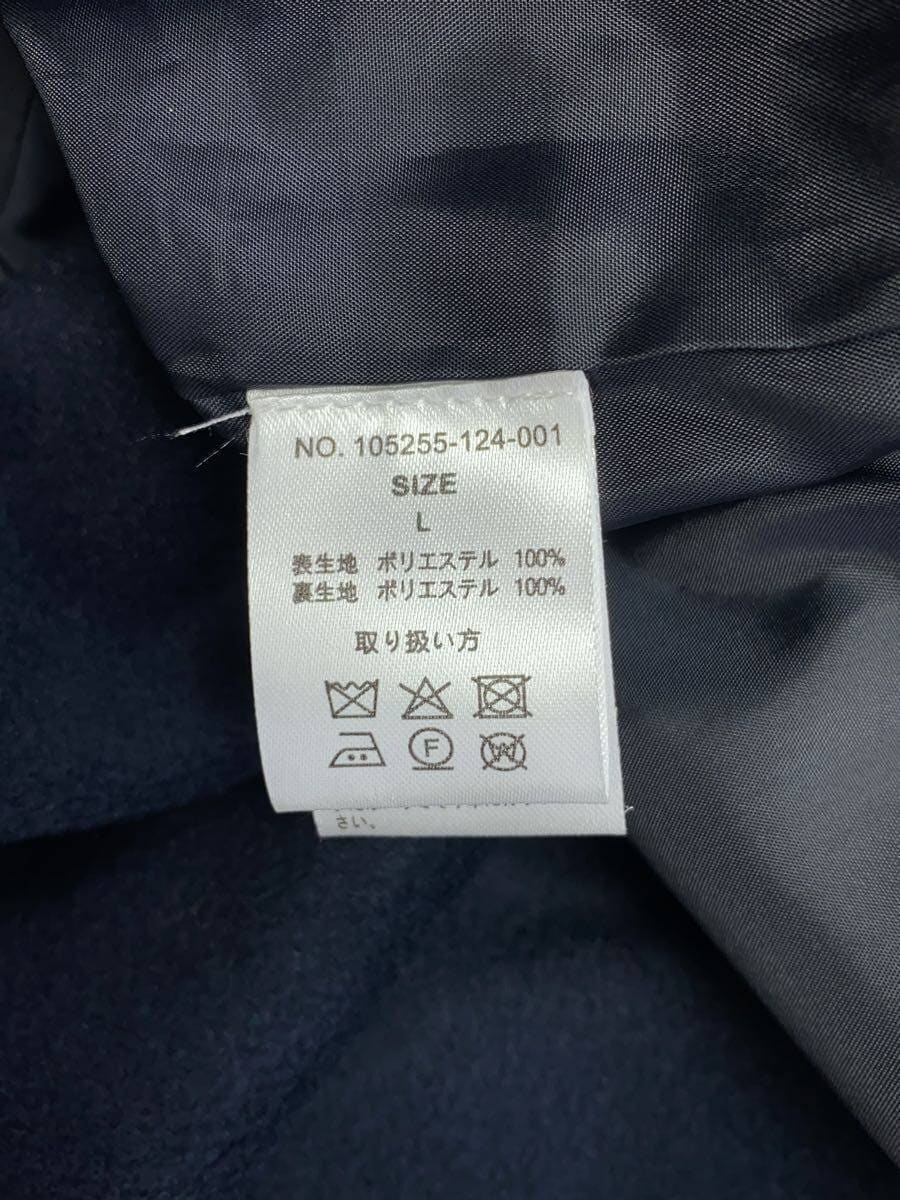 NO. 105255-124-001
SIZE
L
表生地 ポリエステル 100%
裏生地 ポリエステル 100%
取り扱い方
F
W
さい。